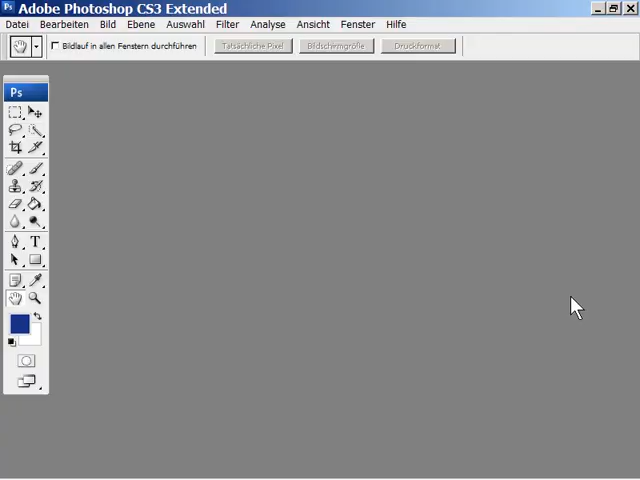 Ps Adobe Photoshop CS3 Extended
Datei Bearbeiten Bild Ebene Auswahl Filter Analyse Ansicht Fenster Hilfe
Bildlauf in allen Fenstern durchführen Tatsächliche Pixel Bildschirmgröße Druckformat
Ps
T